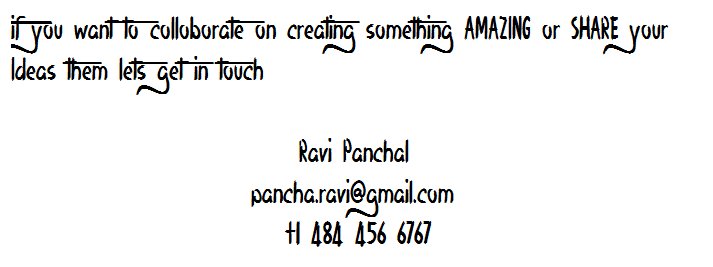 if you want to colloborate on creating something AMAZING or SHARE your
Ideas them lets get in touch
Ravi Panchal
pancha.ravi@gmail.com
+1 484 456 6767